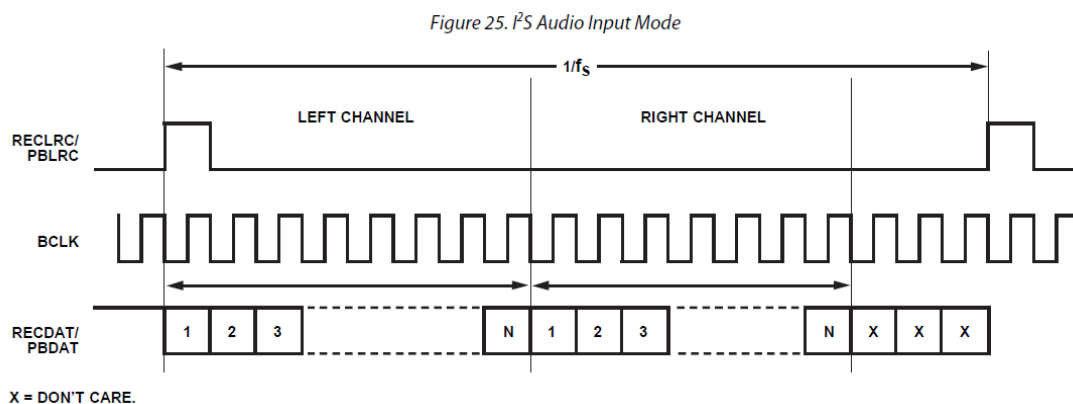 Figure 25. I²S Audio Input Mode
1/fs
LEFT CHANNEL RIGHT CHANNEL
RECLRC/
PBLRC
BCLK
RECDAT/
PBDAT
1 2 3 N 1 2 3 N X X X
X = DON'T CARE.